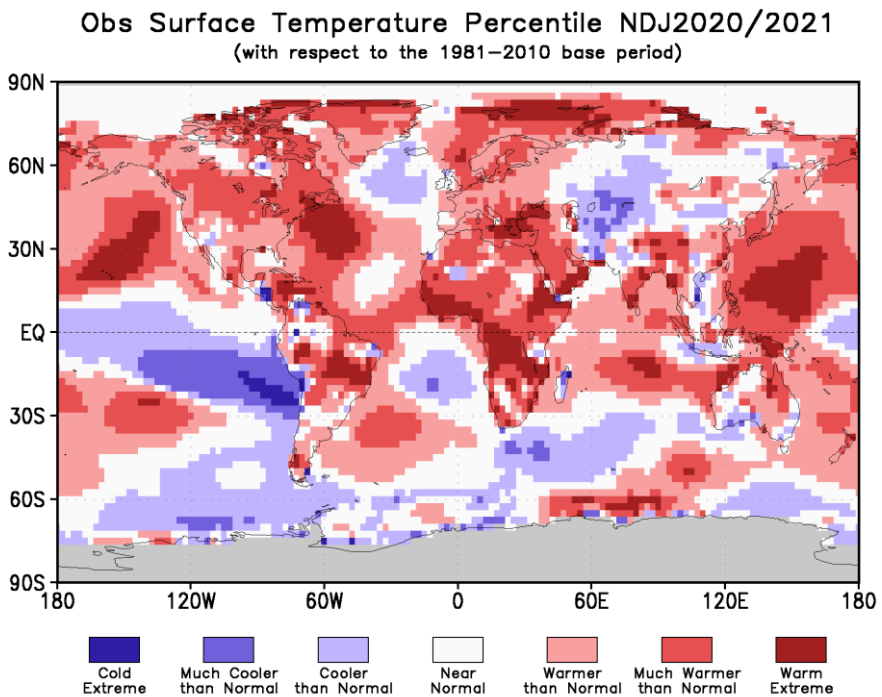 Obs Surface Temperature Percentile NDJ2020/2021
(with respect to the 1981–2010 base period)
90N
60N
30N
EQ
30S
60S
90S
180 120W 60W 0 60E 120E 180
Cold Extreme
Much Cooler than Normal
Cooler than Normal
Near Normal
Warmer than Normal
Much Warmer than Normal
Warm Extreme